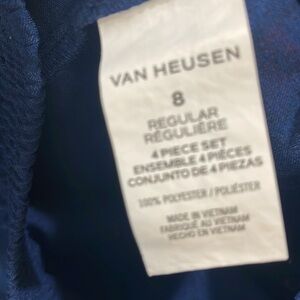 VAN HEUSEN
8
REGULAR
RÉGULIÈRE
4 PIECE SET
ENSEMBLE 4 PIÈCES
CONJUNTO DE 4 PIEZAS
100% POLYESTER / POLIÉSTER
MADE IN VIETNAM
FABRIQUÉ AU VIETNAM
HECHO EN VIETNAM